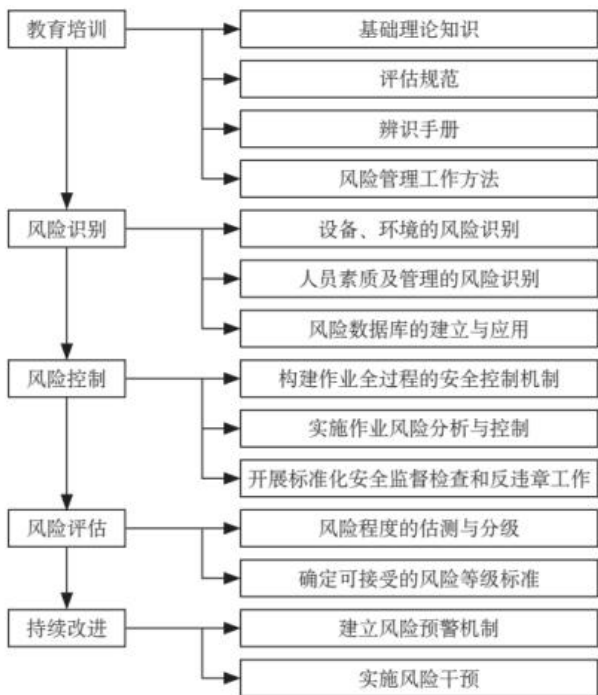 教育培训
基础理论知识
评估规范
辨识手册
风险管理工作方法
风险识别
设备、环境的风险识别
人员素质及管理的风险识别
风险数据库的建立与应用
风险控制
构建作业全过程的安全控制机制
实施作业风险分析与控制
开展标准化安全监督检查和反违章工作
风险评估
风险程度的估测与分级
确定可接受的风险等级标准
持续改进
建立风险预警机制
实施风险干预